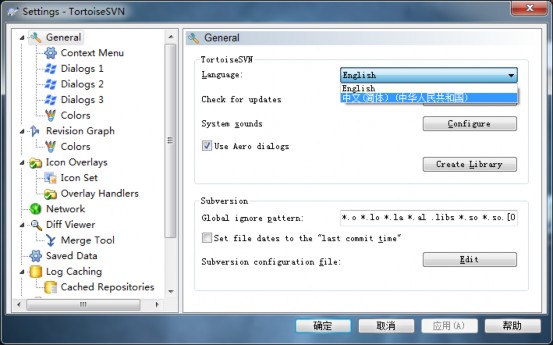 Settings - TortoiseSVN
General
Context Menu
Dialogs 1
Dialogs 2
Dialogs 3
Colors
Revision Graph
Colors
Icon Overlays
Icon Set
Overlay Handlers
Network
Diff Viewer
Merge Tool
Saved Data
Log Caching
Cached Repositories
General
TortoiseSVN
Language:
English
English
中文(简体) (中华人民共和国)
Check for updates
System sounds
Configure
Use Aero dialogs
Create Library
Subversion
Global ignore pattern:
*.o *.lo *.la *.al .libs *.so *.so.[0
Set file dates to the "last commit time"
Subversion configuration file:
Edit
确定
取消
应用(A)
帮助